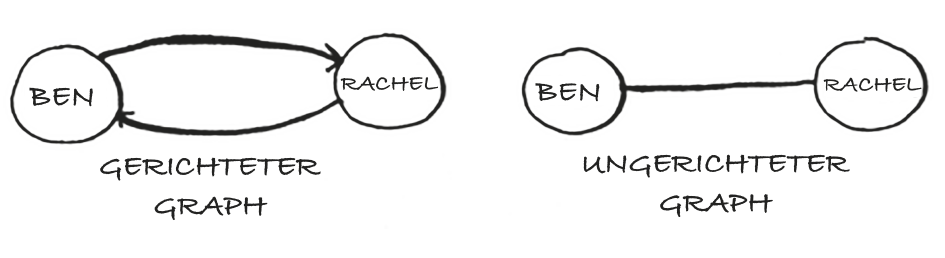 BEN
RACHEL
GERICHTETER
GRAPH
BEN
RACHEL
UNGERICHTETER
GRAPH